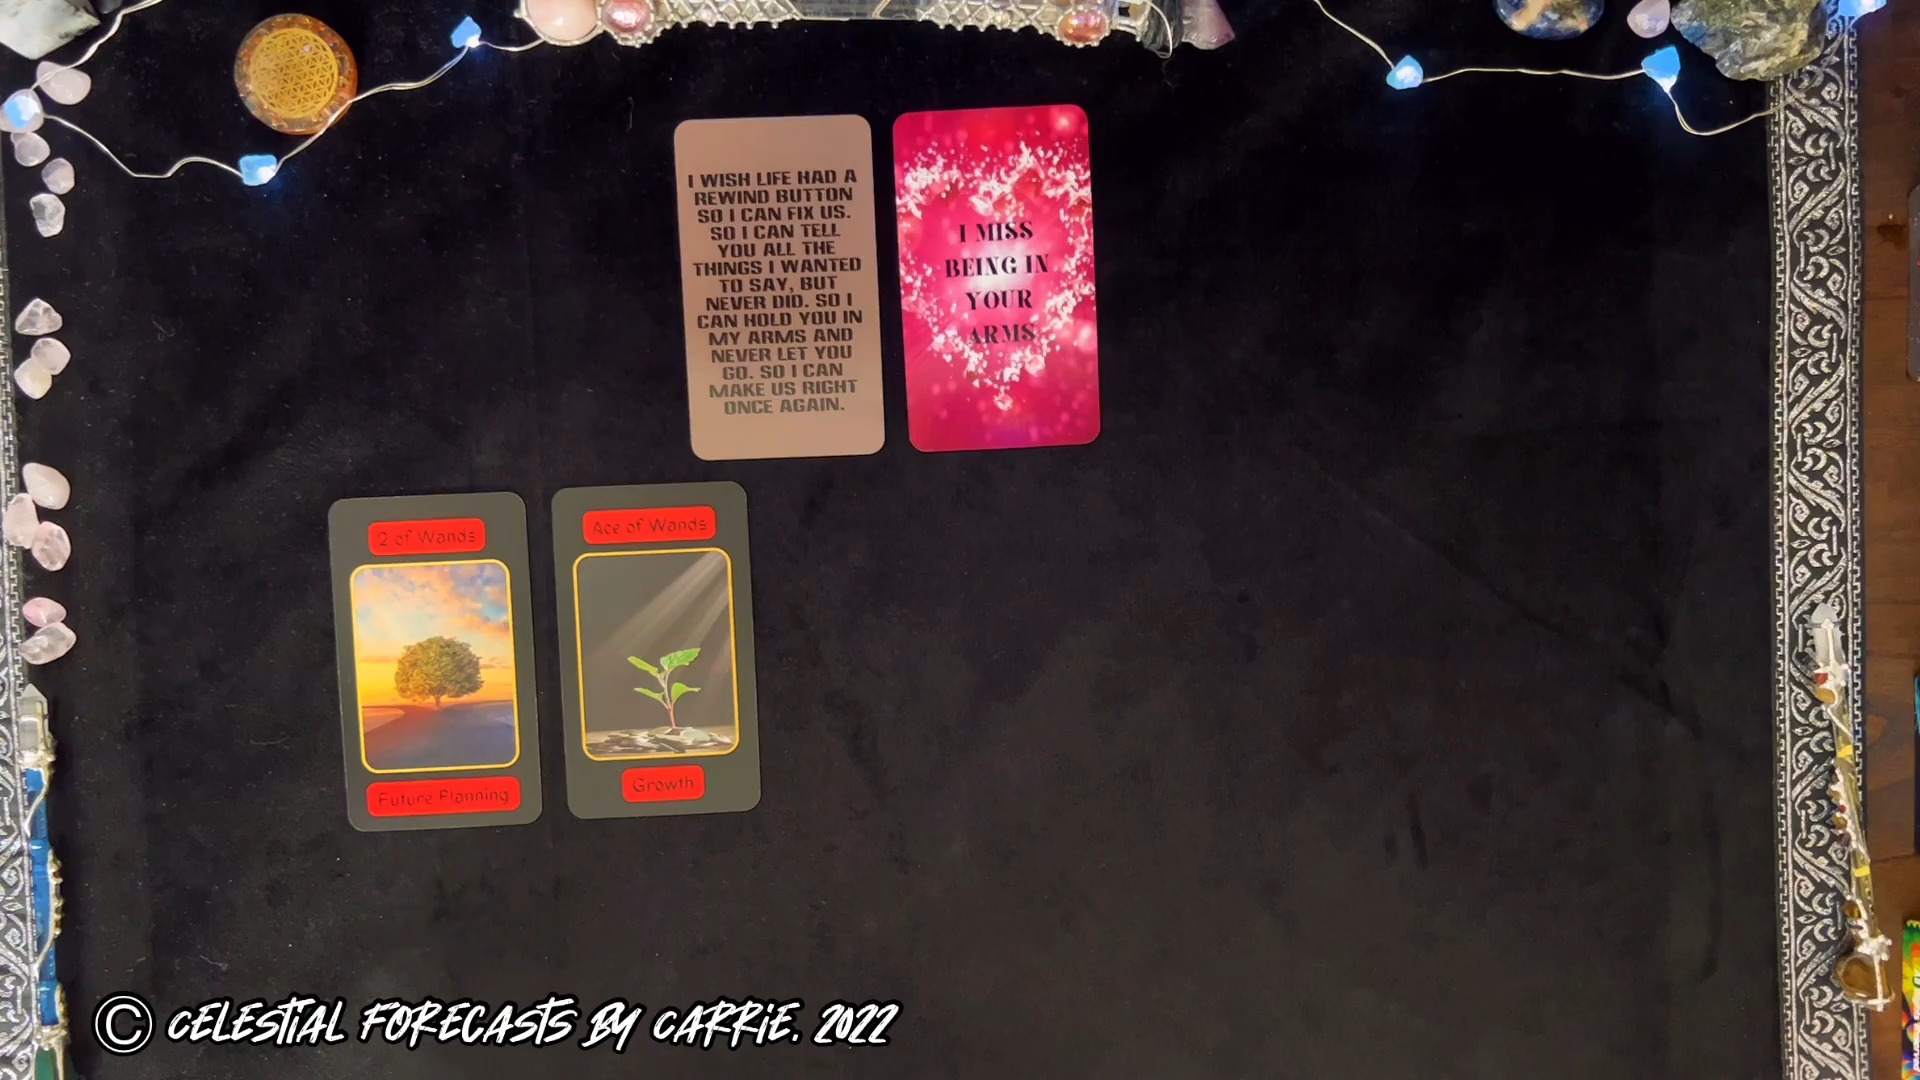 I WISH LIFE HAD A
REWIND BUTTON
SO I CAN FIX US.
SO I CAN TELL
YOU ALL THE
THINGS I WANTED
TO SAY, BUT
NEVER DID. SO I
CAN HOLD YOU IN
MY ARMS AND
NEVER LET YOU
GO. SO I CAN
MAKE US RIGHT
ONCE AGAIN.
I MISS
BEING IN
YOUR
ARMS
2 of Wands
Future Planning
Ace of Wands
Growth
© CELESTIAL FORECASTS BY CARRIE. 2022